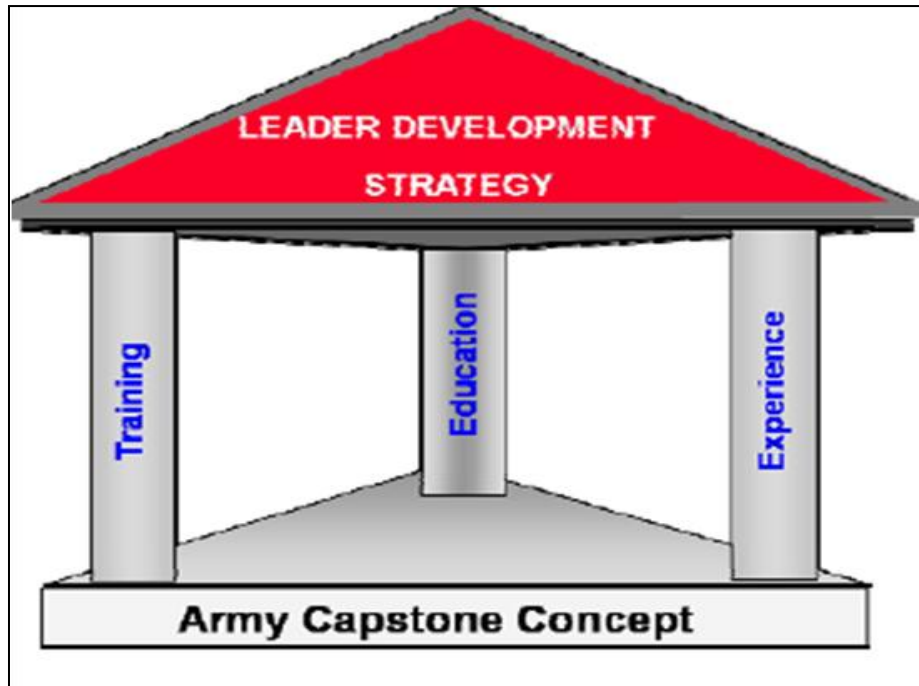 LEADER DEVELOPMENT
STRATEGY
Training
Education
Experience
Army Capstone Concept